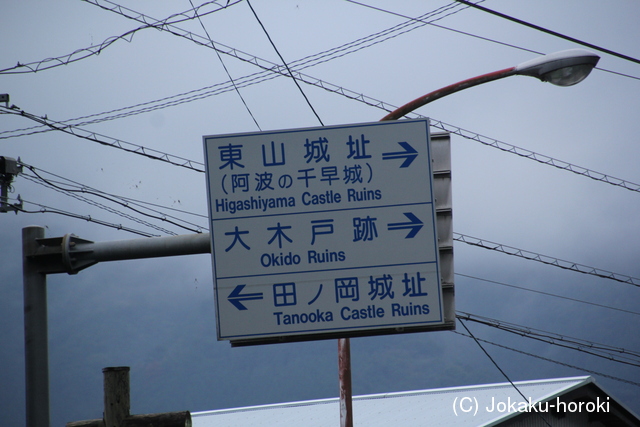 東山城址 →
(阿波の千早城)
Higashiyama Castle Ruins
大木戸跡 →
Okido Ruins
← 田ノ岡城址
Tanooka Castle Ruins
(C) Jokaku-horoki